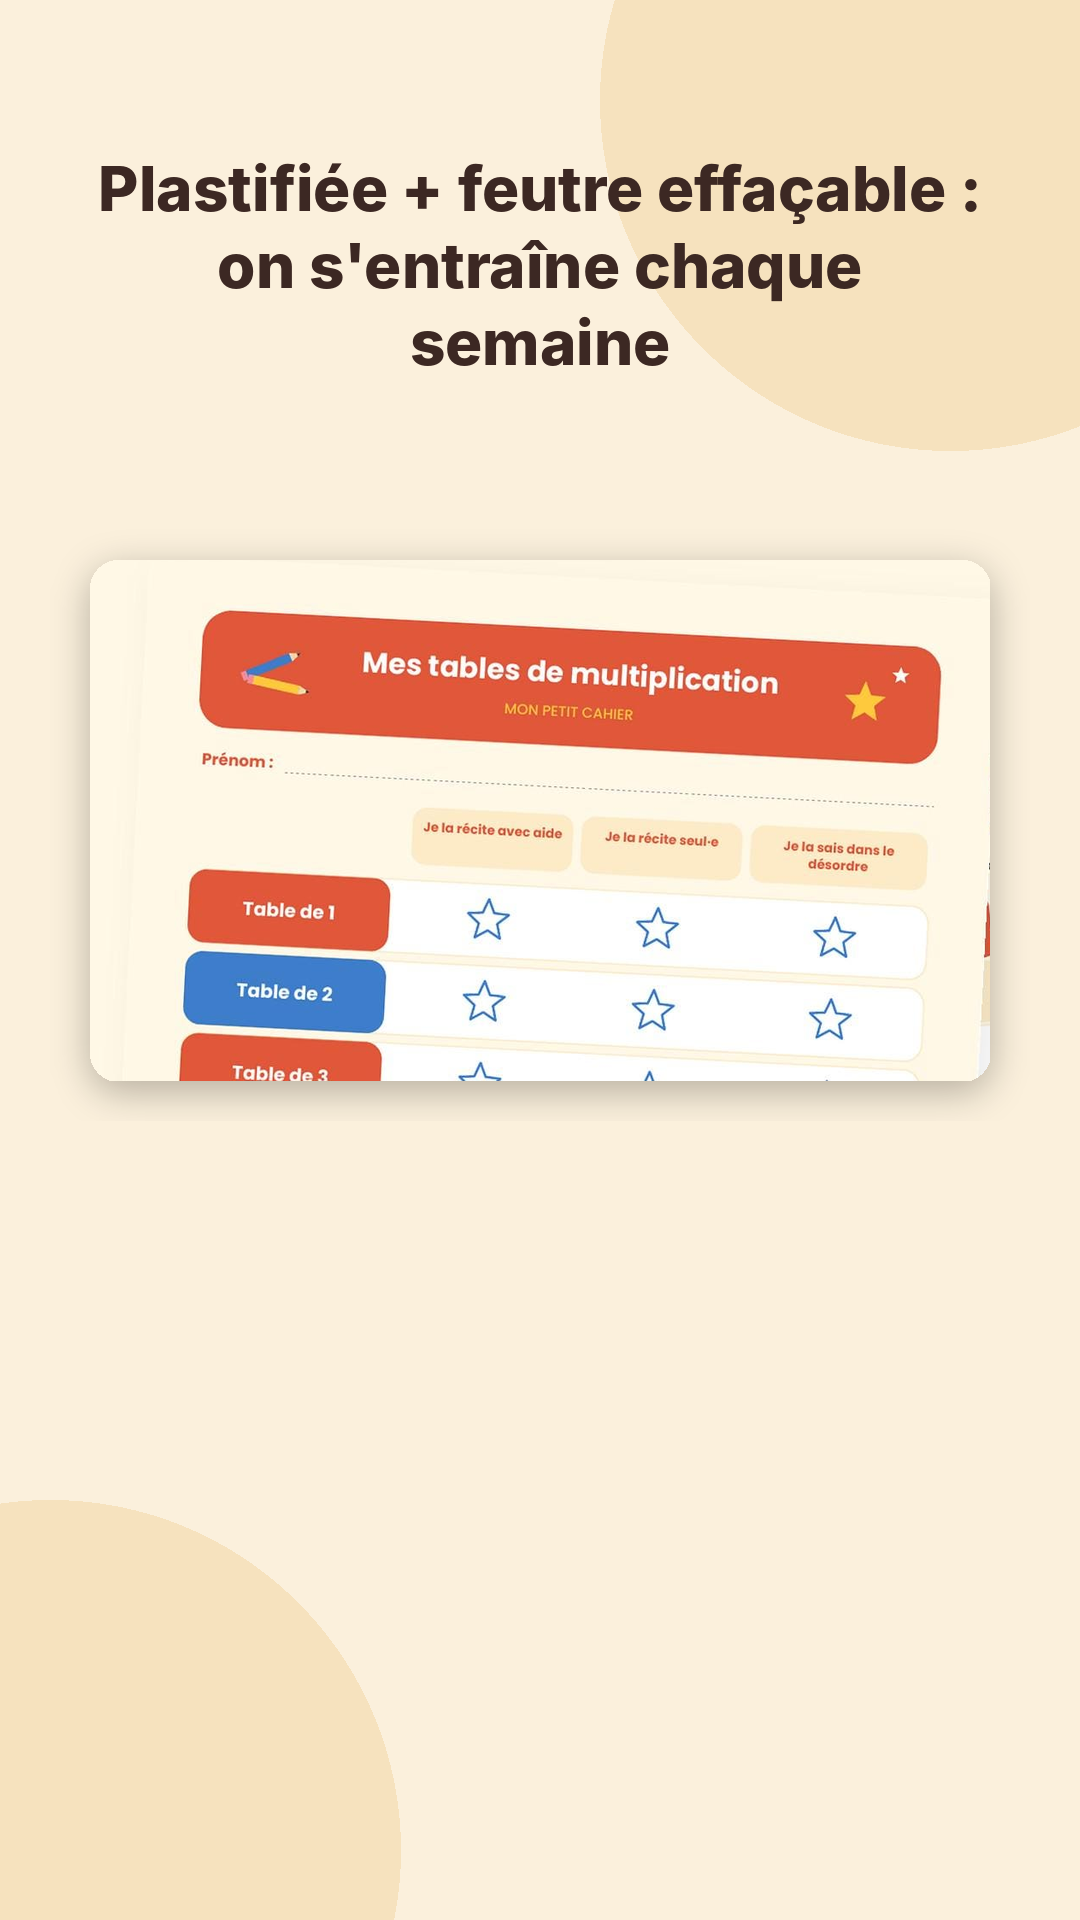 Plastifiée + feutre effaçable :
on s'entraîne chaque
semaine
Mes tables de multiplication
MON PETIT CAHIER
Prénom :
Je la récite avec aide
Je la récite seul·e
Je la sais dans le
désordre
Table de 1
Table de 2
Table de 3